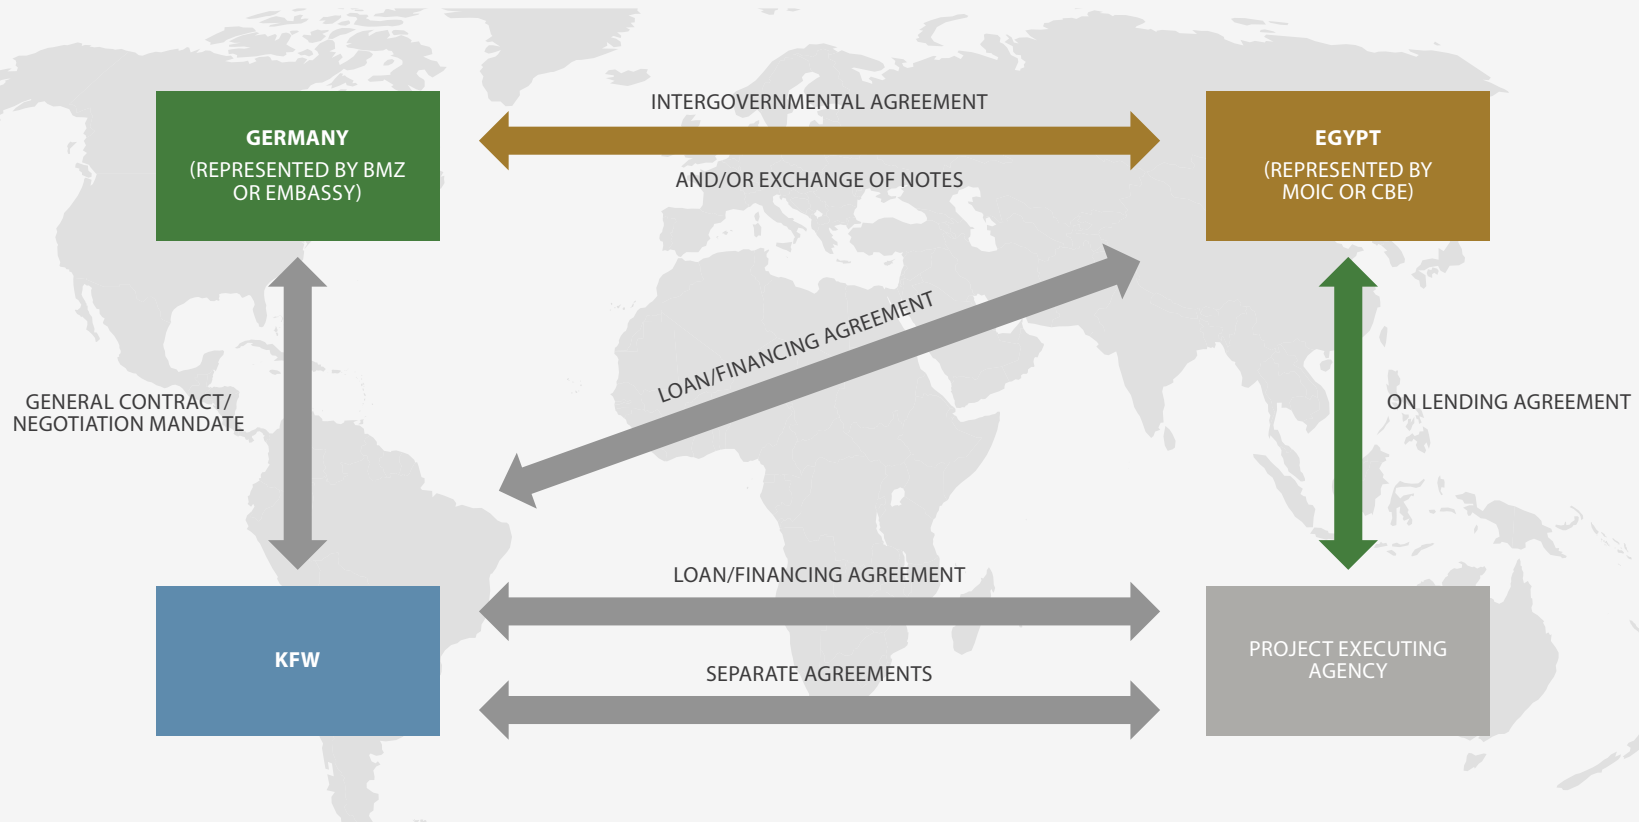 INTERGOVERNMENTAL AGREEMENT
AND/OR EXCHANGE OF NOTES
GERMANY
(REPRESENTED BY BMZ
OR EMBASSY)
EGYPT
(REPRESENTED BY
MOIC OR CBE)
LOAN/FINANCING AGREEMENT
GENERAL CONTRACT/
NEGOTIATION MANDATE
ON LENDING AGREEMENT
LOAN/FINANCING AGREEMENT
SEPARATE AGREEMENTS
KFW
PROJECT EXECUTING
AGENCY